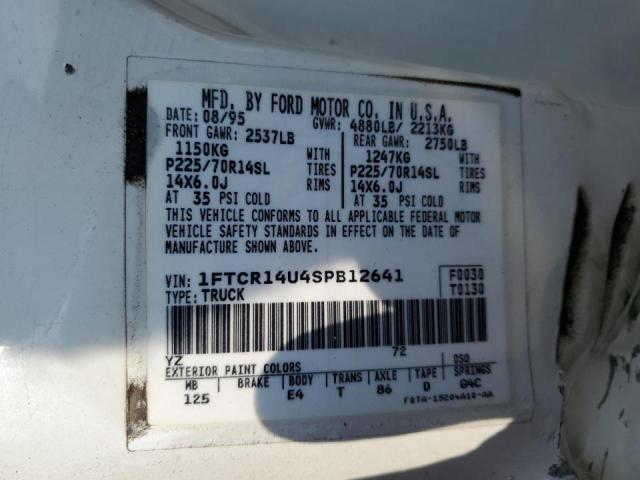 MFD. BY FORD MOTOR CO. IN U.S.A.
DATE: 08/95 GVWR: 4880LB/ 2213KG
FRONT GAWR: 2537LB REAR GAWR: 2750LB
1150KG WITH 1247KG WITH
P225/70R14SL TIRES P225/70R14SL TIRES
14X6.0J RIMS 14X6.0J RIMS
AT 35 PSI COLD AT 35 PSI COLD
THIS VEHICLE CONFORMS TO ALL APPLICABLE FEDERAL MOTOR
VEHICLE SAFETY STANDARDS IN EFFECT ON THE DATE OF
MANUFACTURE SHOWN ABOVE.
VIN: 1FTCR14U4SPB12641 F0030
TYPE: TRUCK T0130
YZ 72
EXTERIOR PAINT COLORS DSO
WB BRAKE BODY TRANS AXLE TAPE SPRINGS
125 E4 T 86 D G4C
F0TA-15204A10-AA